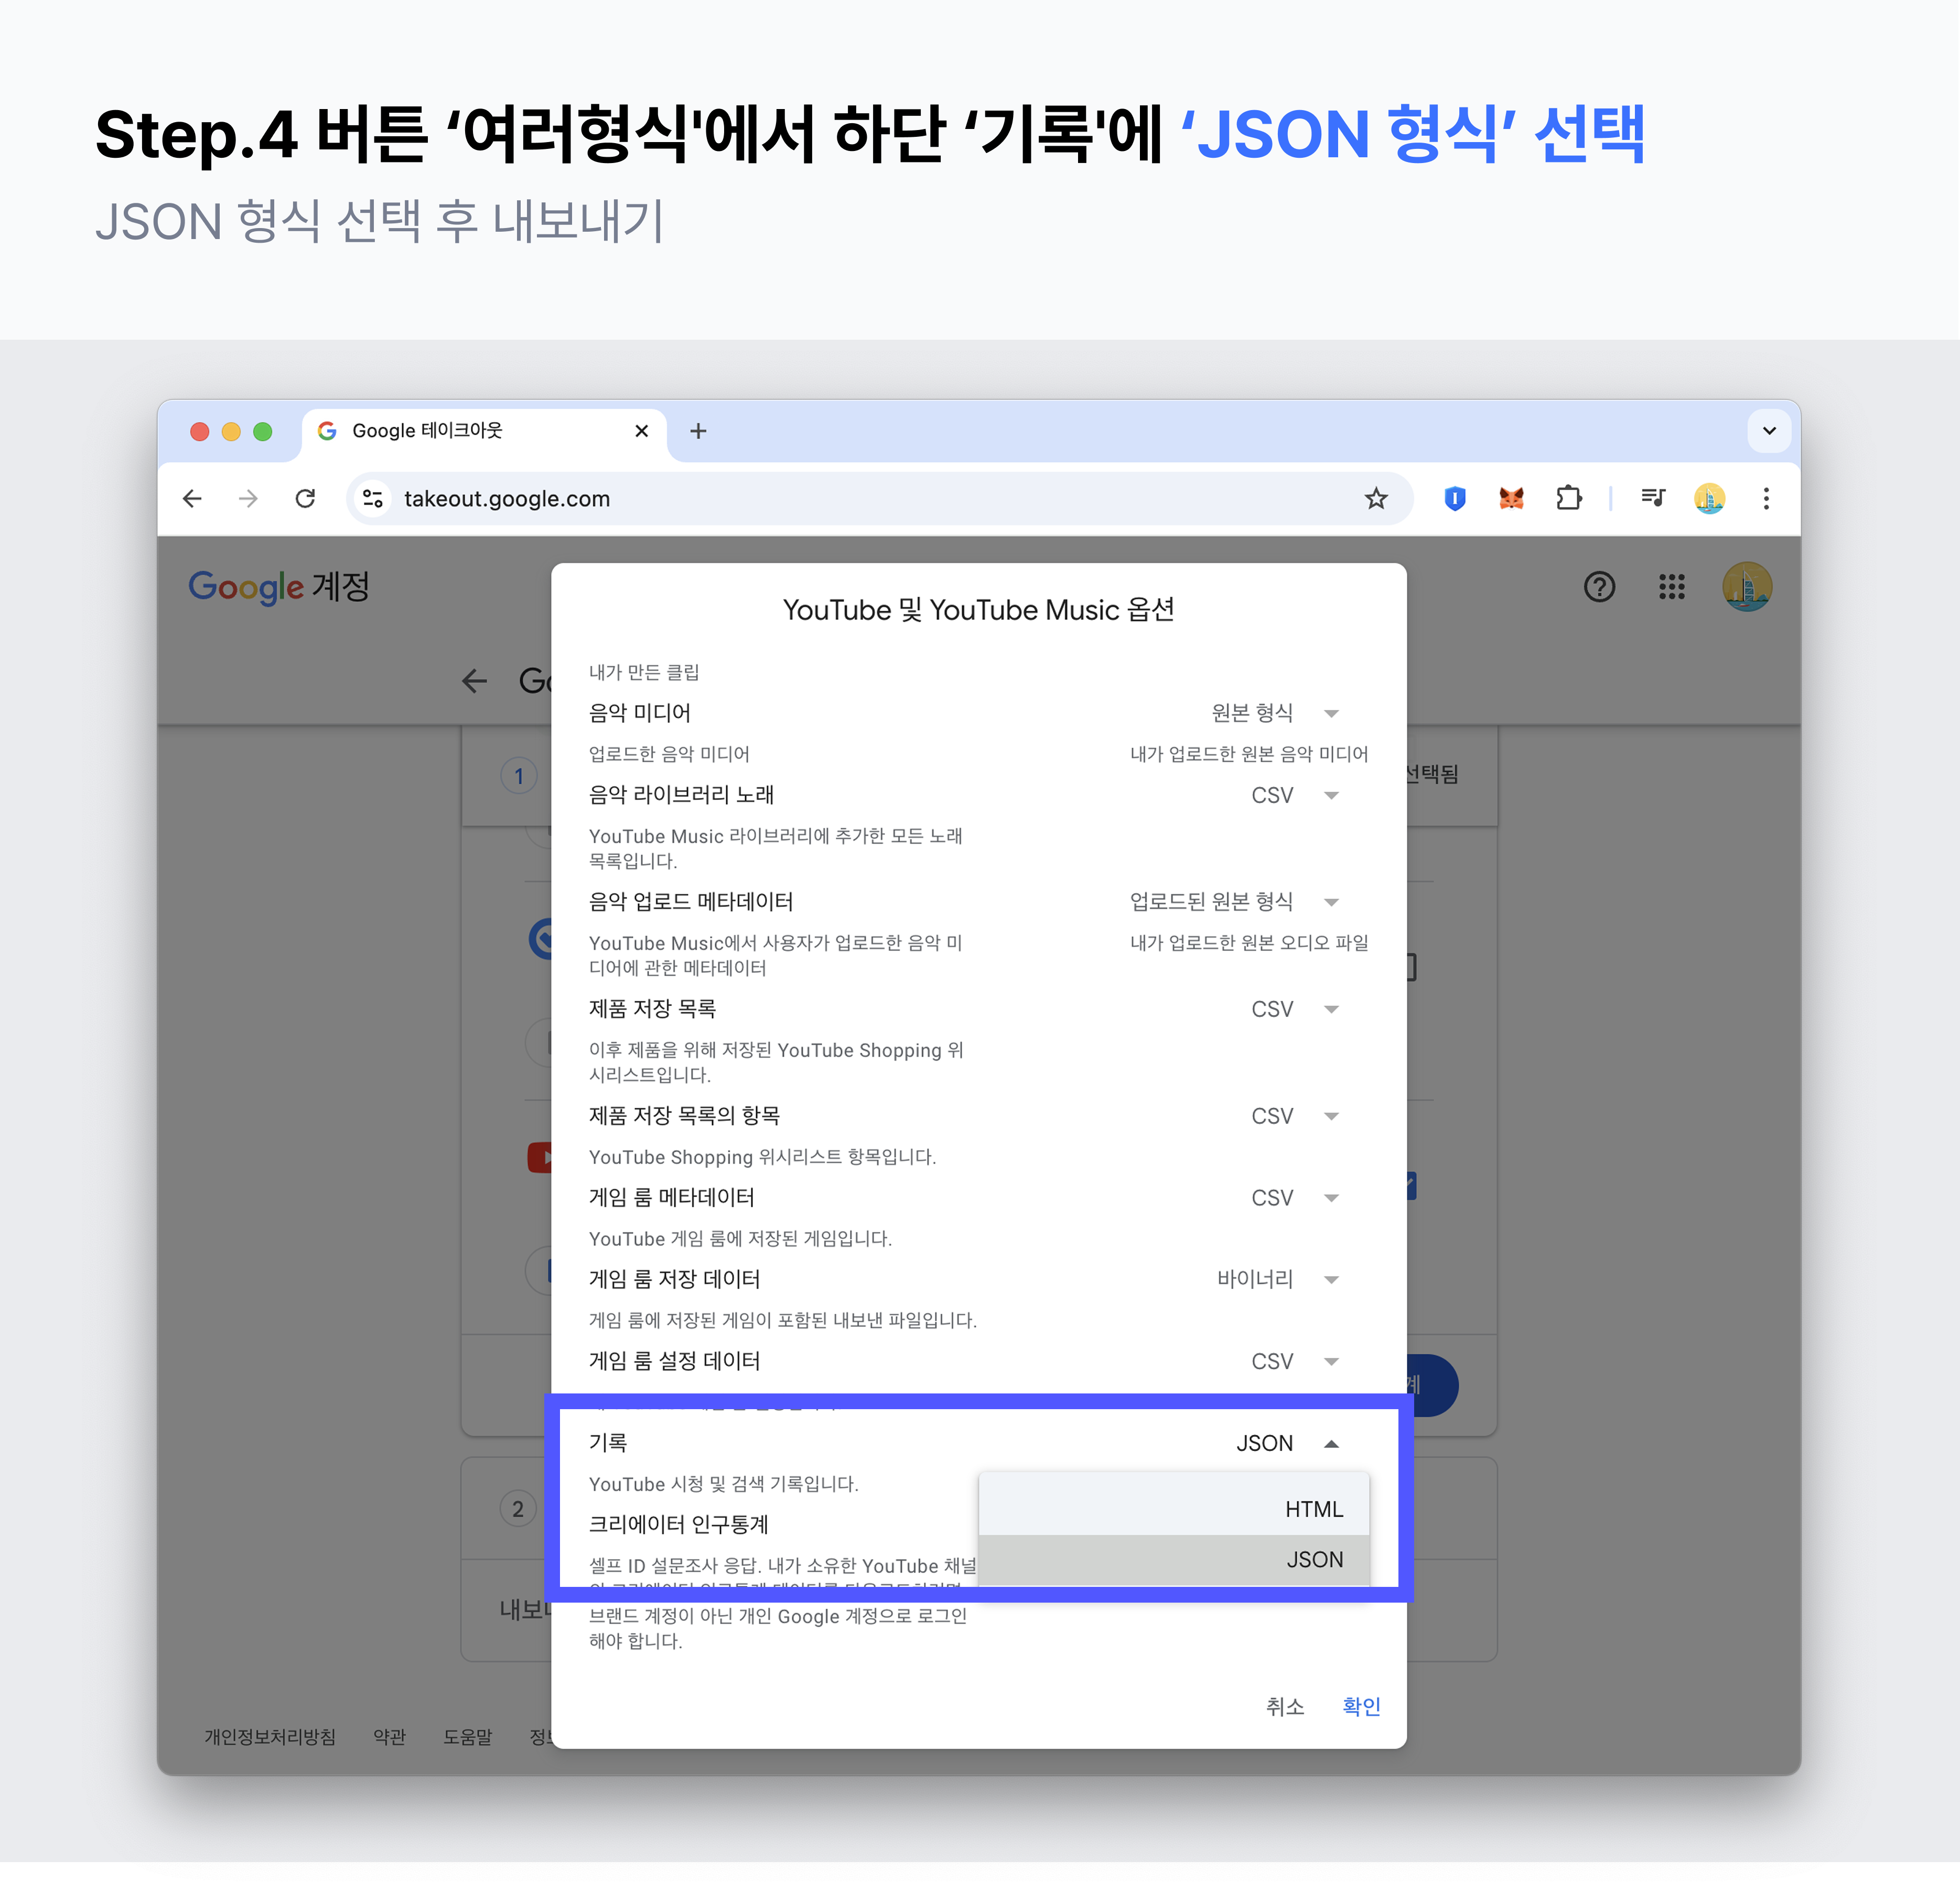 Step.4 버튼 ‘여러형식'에서 하단 ‘기록'에 ‘JSON 형식’ 선택
JSON 형식 선택 후 내보내기
Google 테이크아웃
takeout.google.com
Google 계정
YouTube 및 YouTube Music 옵션
내가 만든 클립
음악 미디어 원본 형식
업로드한 음악 미디어 내가 업로드한 원본 음악 미디어
1 선택됨
음악 라이브러리 노래 CSV
YouTube Music 라이브러리에 추가한 모든 노래
목록입니다.
음악 업로드 메타데이터 업로드된 원본 형식
YouTube Music에서 사용자가 업로드한 음악 미 내가 업로드한 원본 오디오 파일
디어에 관한 메타데이터
제품 저장 목록 CSV
이후 제품을 위해 저장된 YouTube Shopping 위
시리스트입니다.
제품 저장 목록의 항목 CSV
YouTube Shopping 위시리스트 항목입니다.
게임 룸 메타데이터 CSV
YouTube 게임 룸에 저장된 게임입니다.
게임 룸 저장 데이터 바이너리
게임 룸에 저장된 게임이 포함된 내보낸 파일입니다.
게임 룸 설정 데이터 CSV
기록 JSON
YouTube 시청 및 검색 기록입니다.
HTML
2
크리에이터 인구통계
JSON
셀프 ID 설문조사 응답. 내가 소유한 YouTube 채널
브랜드 계정이 아닌 개인 Google 계정으로 로그인
해야 합니다.
취소 확인
개인정보처리방침 약관 도움말